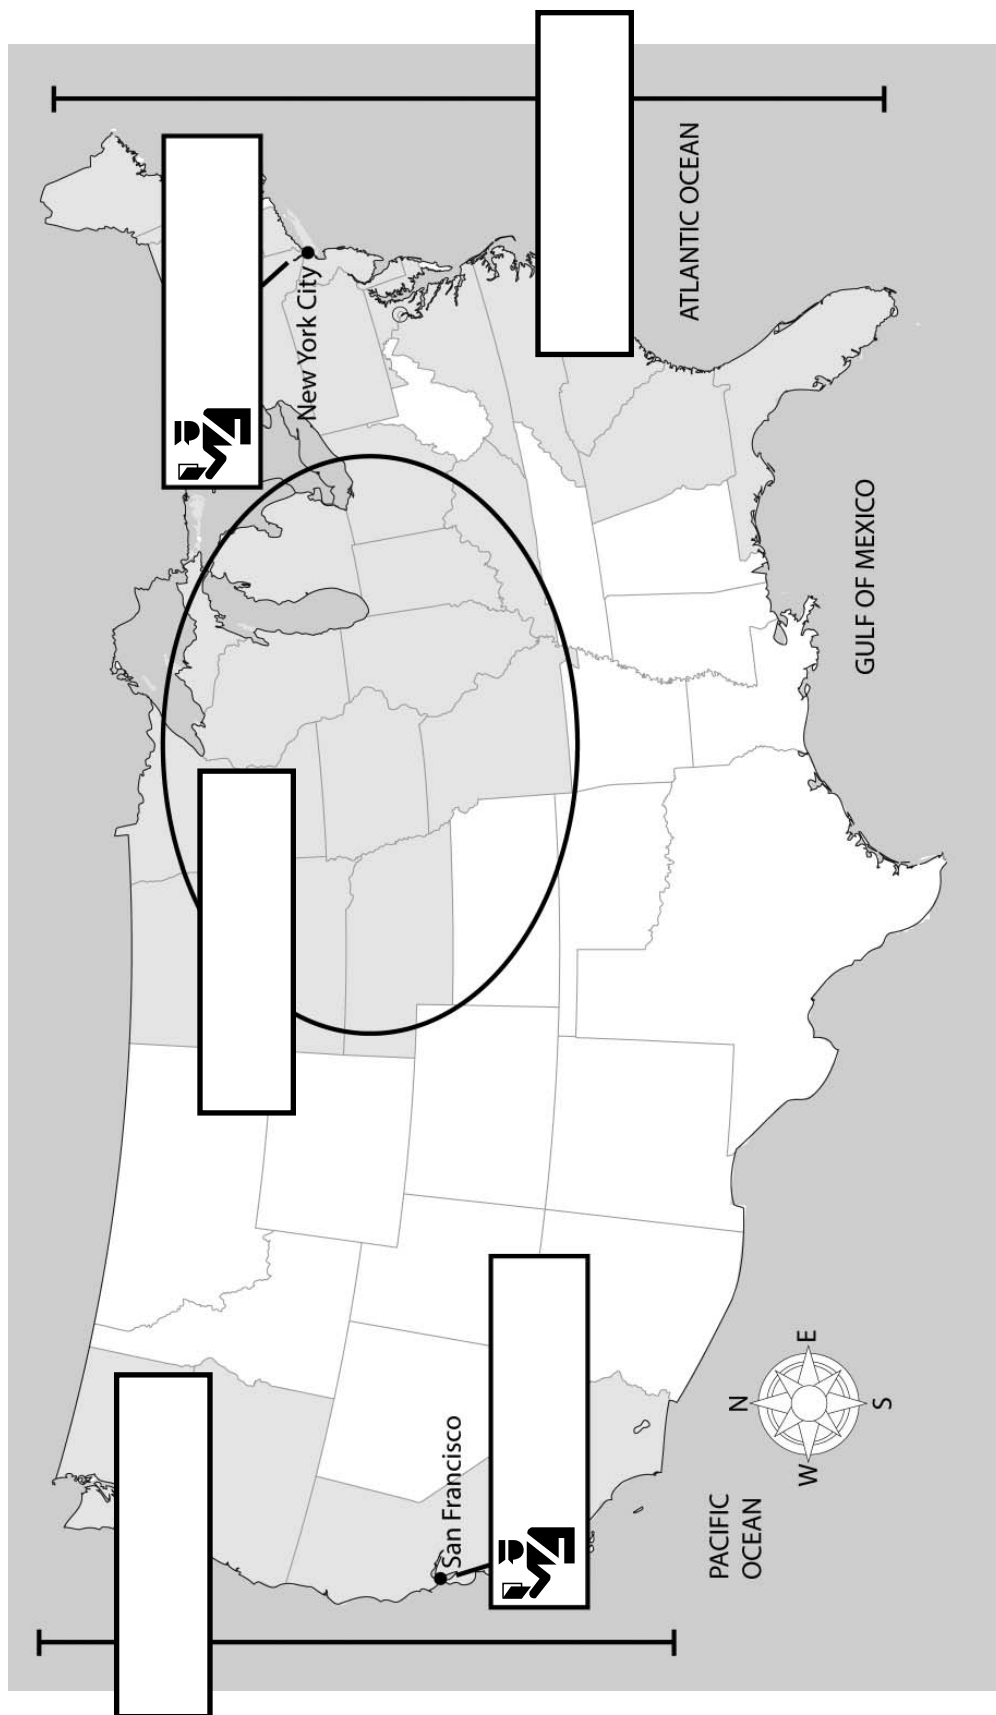 New York City
ATLANTIC OCEAN
GULF OF MEXICO
San Francisco
PACIFIC
OCEAN
N
E
S
W